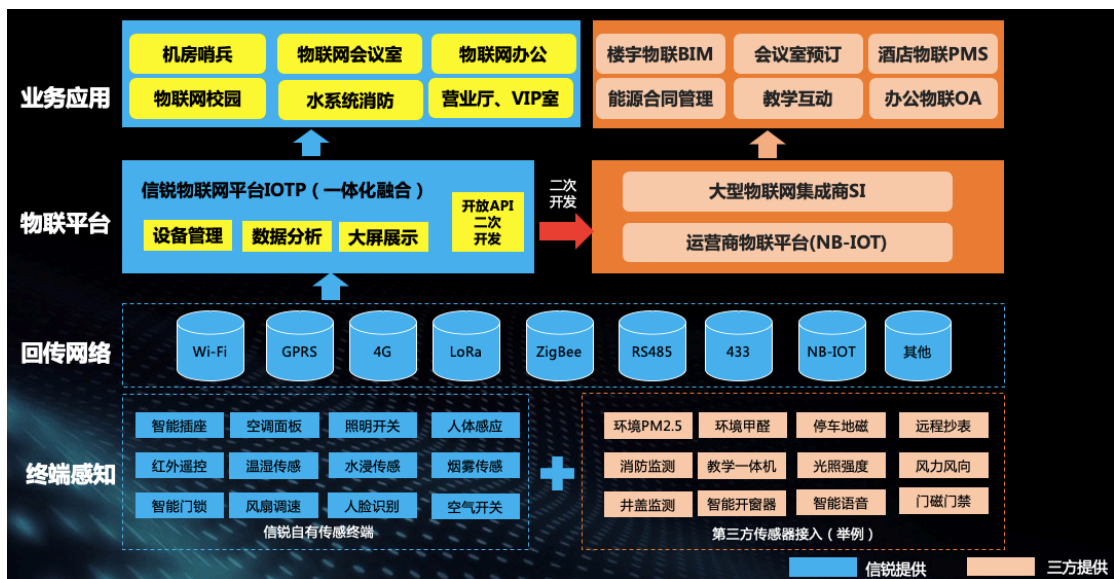 业务应用
机房哨兵
物联网会议室
物联网办公
物联网校园
水系统消防
营业厅、VIP室
楼宇物联BIM
会议室预订
酒店物联PMS
能源合同管理
教学互动
办公物联OA
物联平台
信锐物联网平台IOTP（一体化融合）
设备管理
数据分析
大屏展示
开放API
二次
开发
二次
开发
大型物联网集成商SI
运营商物联平台(NB-IOT)
回传网络
Wi-Fi
GPRS
4G
LoRa
ZigBee
RS485
433
NB-IOT
其他
终端感知
智能插座
空调面板
照明开关
人体感应
红外遥控
温湿传感
水浸传感
烟雾传感
智能门锁
风扇调速
人脸识别
空气开关
信锐自有传感终端
环境PM2.5
环境甲醛
停车地磁
远程抄表
消防监测
教学一体机
光照强度
风力风向
井盖监测
智能开窗器
智能语音
门磁门禁
第三方传感器接入（举例）
信锐提供
三方提供